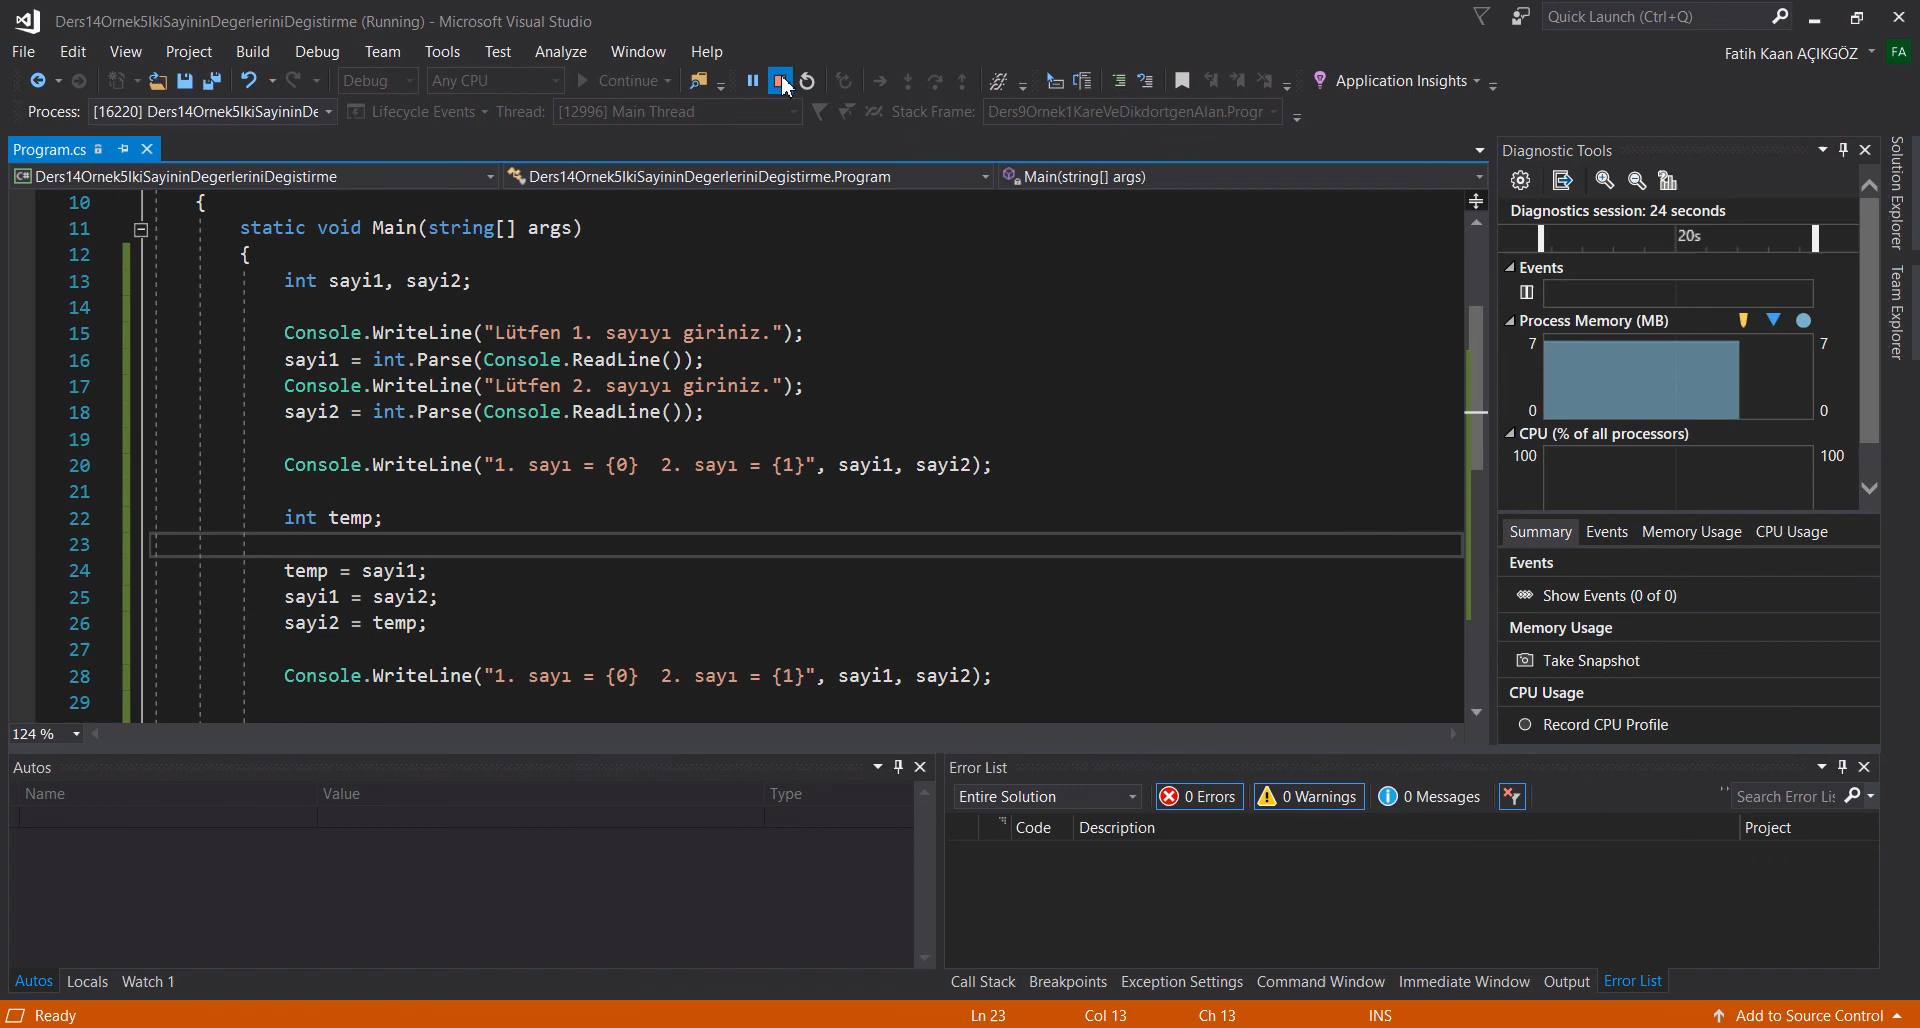 Ders14Ornek5IkiSayininDegerleriniDegistirme (Running) - Microsoft Visual Studio
Quick Launch (Ctrl+Q)
File Edit View Project Build Debug Team Tools Test Analyze Window Help
Fatih Kaan AÇIKGÖZ FA
Debug Any CPU Continue Application Insights
Process: [16220] Ders14Ornek5IkiSayininDe Lifecycle Events Thread: [12996] Main Thread Stack Frame: Ders9Ornek1KareVeDikdortgenAlan.Progr
Program.cs
C# Ders14Ornek5IkiSayininDegerleriniDegistirme Ders14Ornek5IkiSayininDegerleriniDegistirme.Program Main(string[] args)
10 {
11 static void Main(string[] args)
12 {
13 int sayi1, sayi2;
14
15 Console.WriteLine("Lütfen 1. sayıyı giriniz.");
16 sayi1 = int.Parse(Console.ReadLine());
17 Console.WriteLine("Lütfen 2. sayıyı giriniz.");
18 sayi2 = int.Parse(Console.ReadLine());
19
20 Console.WriteLine("1. sayı = {0}  2. sayı = {1}", sayi1, sayi2);
21
22 int temp;
23
24 temp = sayi1;
25 sayi1 = sayi2;
26 sayi2 = temp;
27
28 Console.WriteLine("1. sayı = {0}  2. sayı = {1}", sayi1, sayi2);
29
124 %
Diagnostic Tools
Diagnostics session: 24 seconds
20s
Events
Process Memory (MB)
7 7
0 0
CPU (% of all processors)
100 100
Summary Events Memory Usage CPU Usage
Events
Show Events (0 of 0)
Memory Usage
Take Snapshot
CPU Usage
Record CPU Profile
Solution Explorer
Team Explorer
Autos
Name Value Type
Autos Locals Watch 1
Error List
Entire Solution 0 Errors 0 Warnings 0 Messages Search Error Lis
Code Description Project
Call Stack Breakpoints Exception Settings Command Window Immediate Window Output Error List
Ready Ln 23 Col 13 Ch 13 INS Add to Source Control